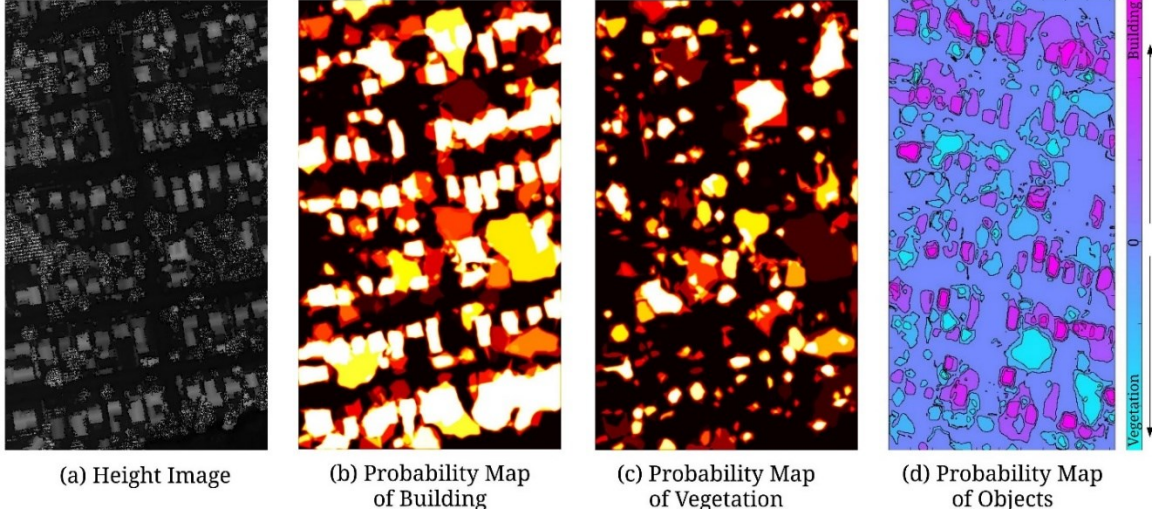 Building
0
Vegetation
(a) Height Image
(b) Probability Map
of Building
(c) Probability Map
of Vegetation
(d) Probability Map
of Objects